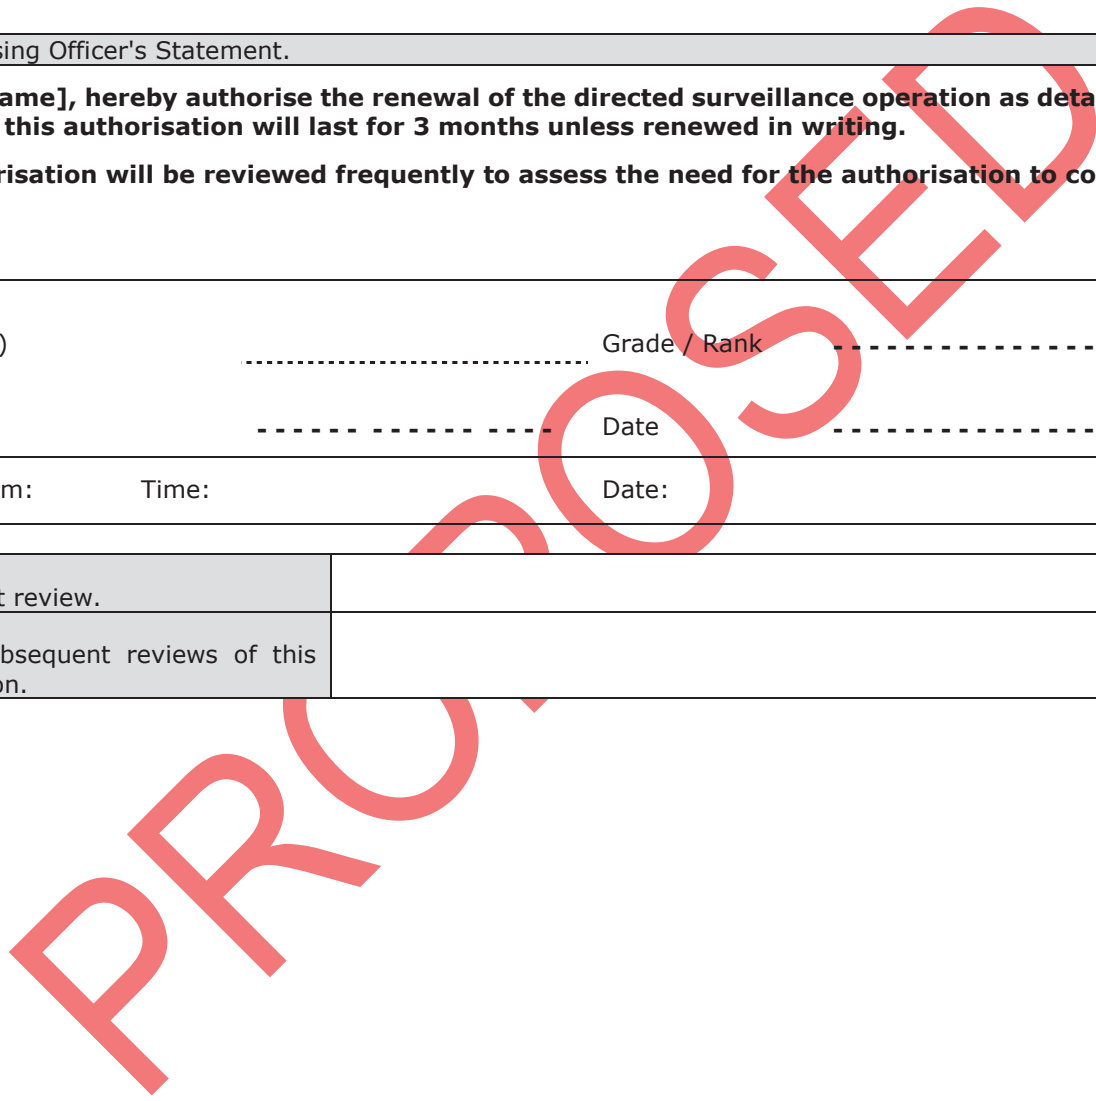 sing Officer's Statement.
ame], hereby authorise the renewal of the directed surveillance operation as deta
this authorisation will last for 3 months unless renewed in writing.
risation will be reviewed frequently to assess the need for the authorisation to co
) Grade / Rank
Date
m: Time: Date:
t review.
bsequent reviews of this
on.
PROPOSED